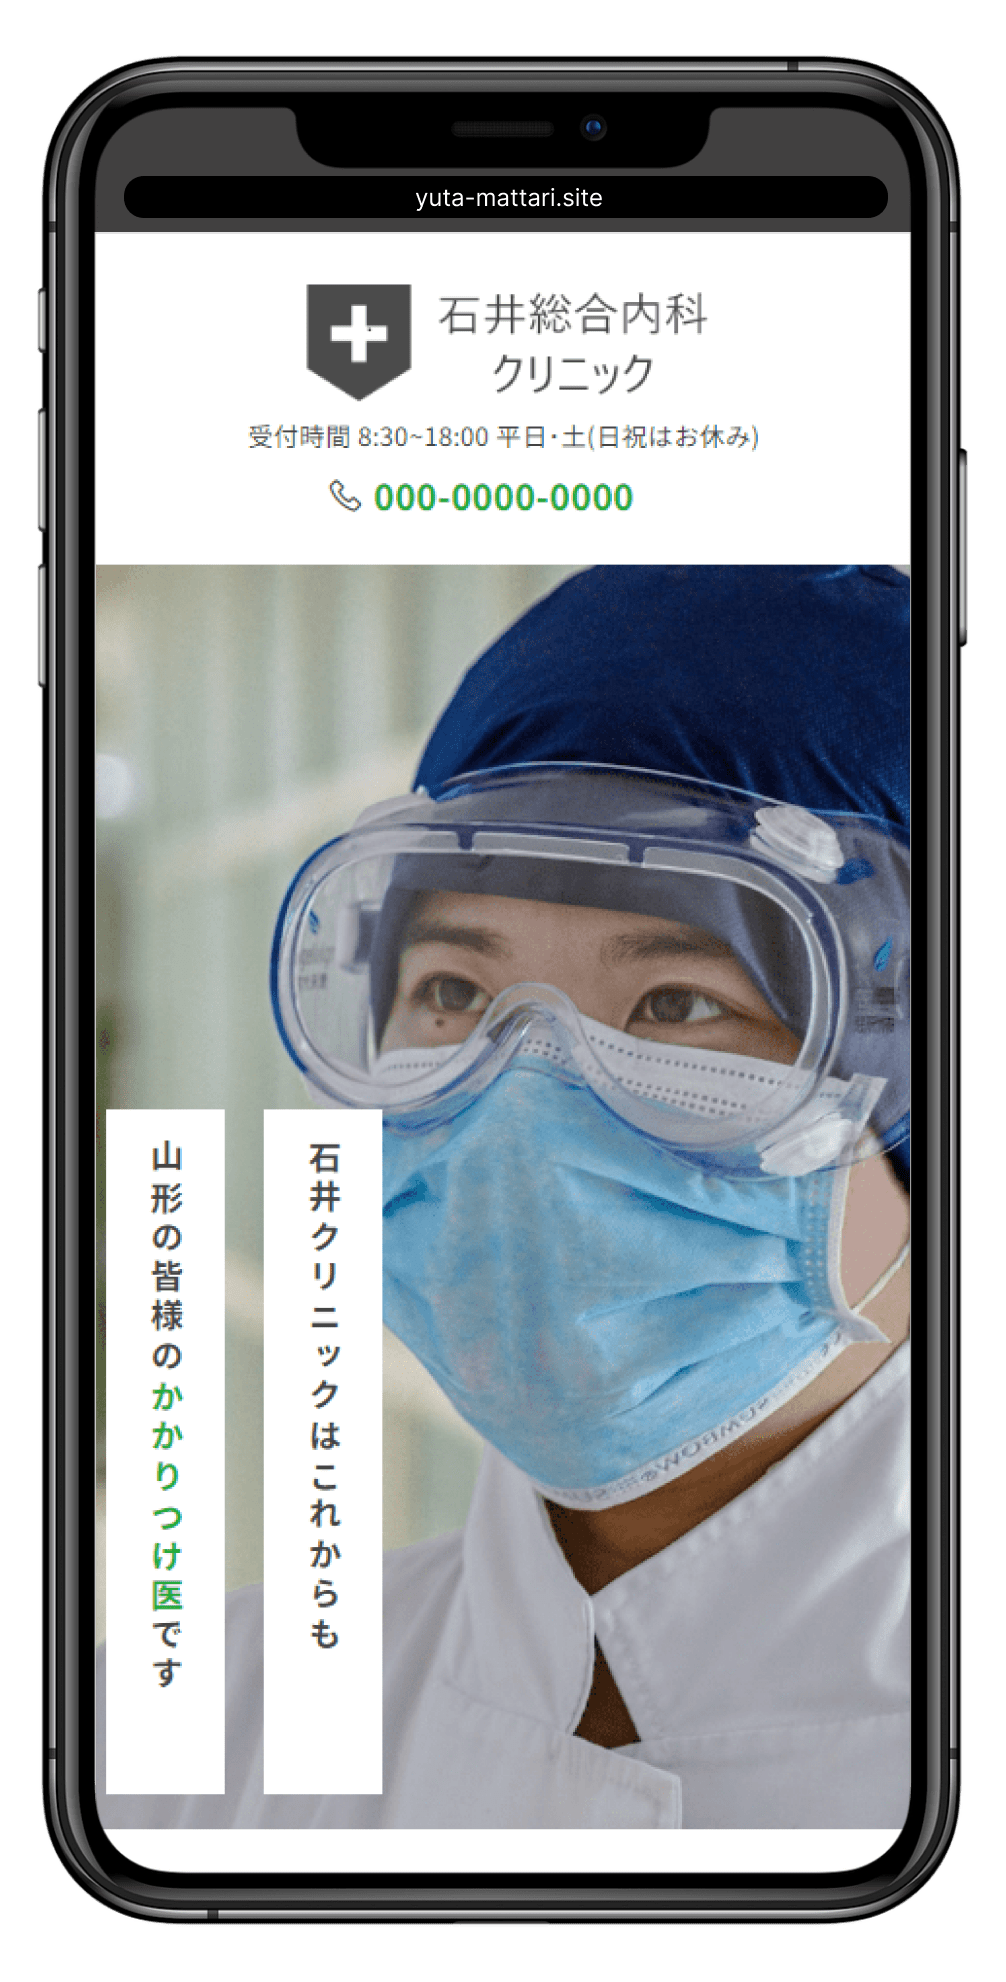 yuta-mattari.site
石井総合内科
クリニック
受付時間 8:30~18:00 平日･土(日祝はお休み)
000-0000-0000
石井クリニックはこれからも
山形の皆様のかかりつけ医です